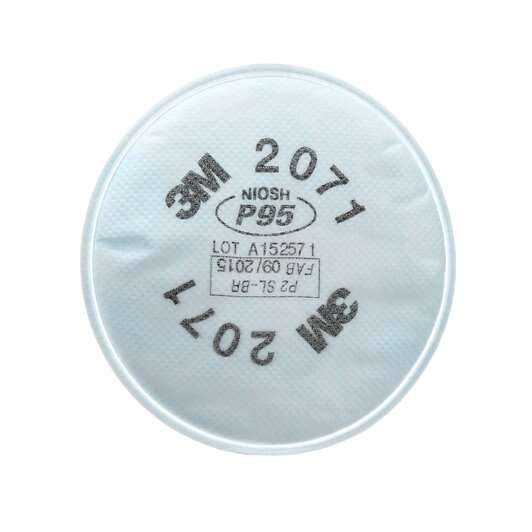 3M 2071
NIOSH
P95
LOT A152571
P2 SL-BR
FAB 09/2015
3M 2071